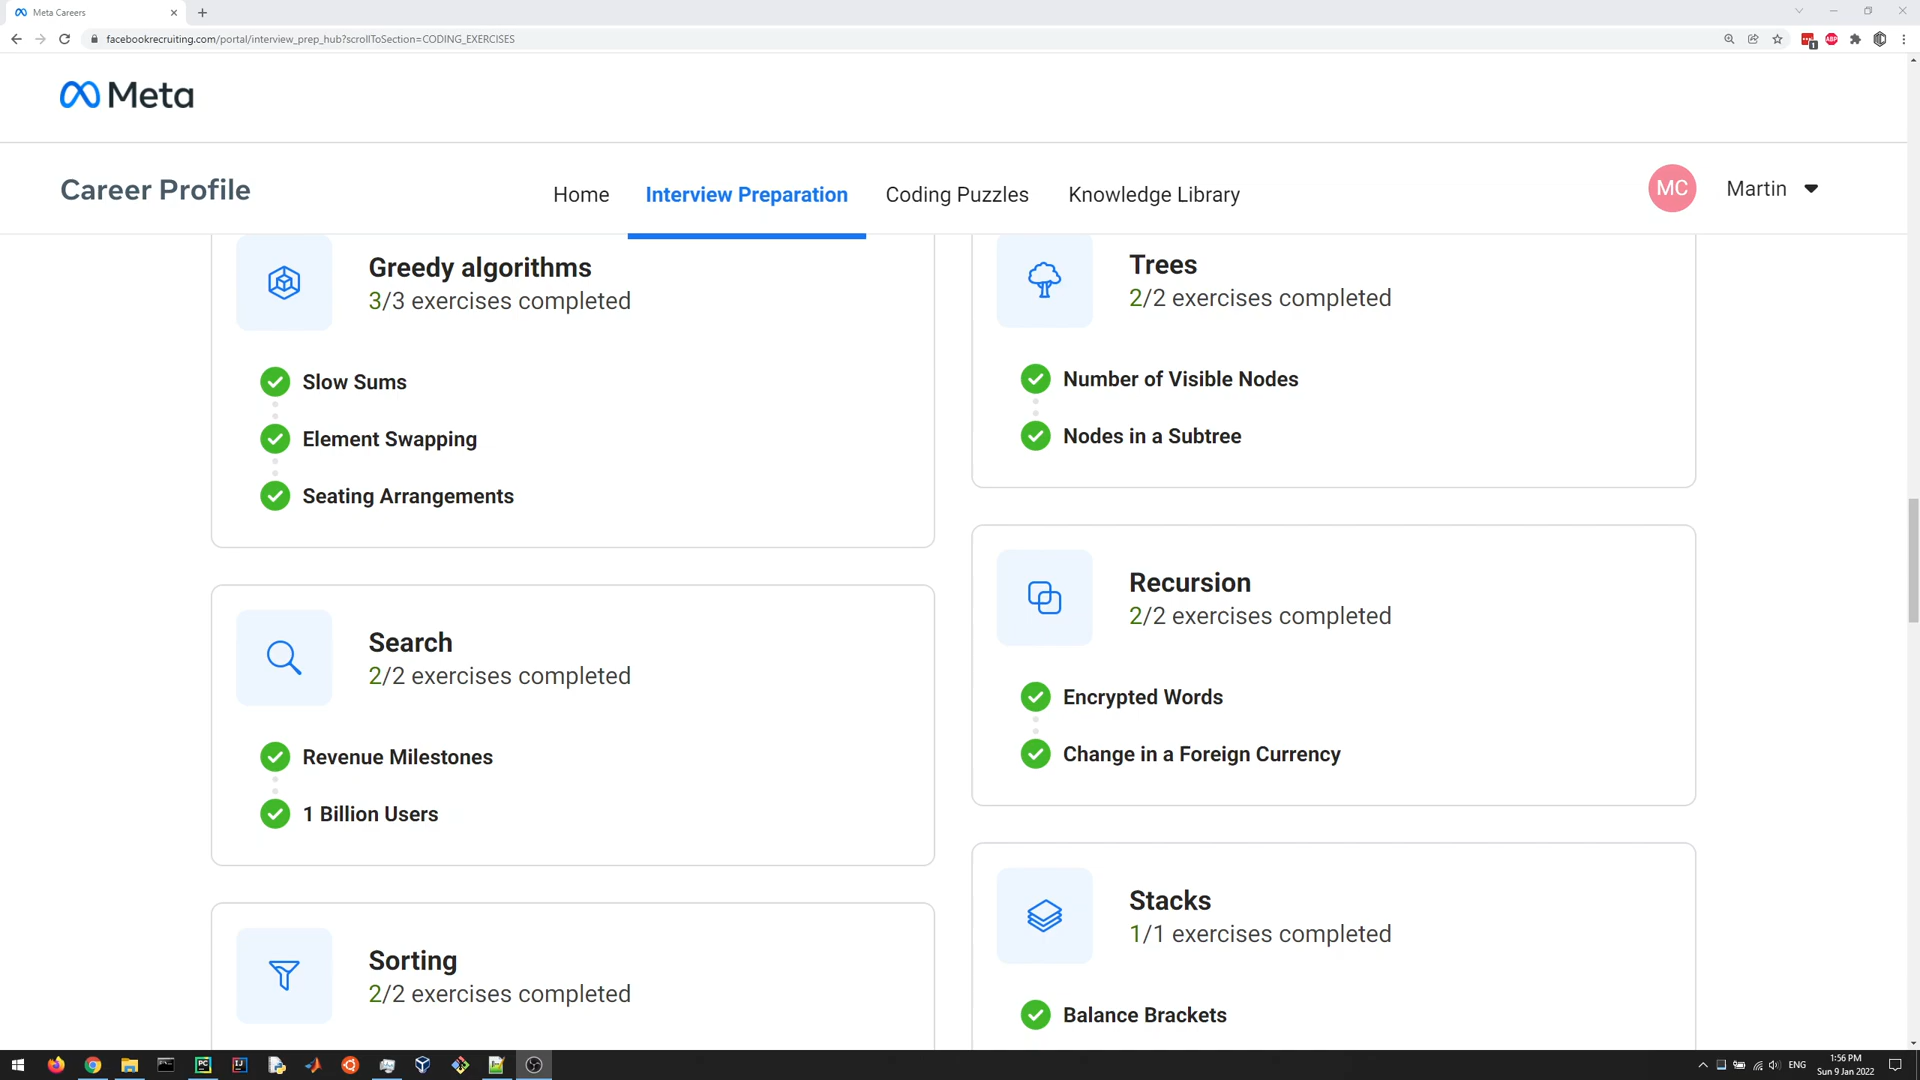 Meta Careers
facebookrecruiting.com/portal/interview_prep_hub?scrollToSection=CODING_EXERCISES
1
ABP
Meta
Career Profile
Home
Interview Preparation
Coding Puzzles
Knowledge Library
MC
Martin
Greedy algorithms
3/3 exercises completed
Slow Sums
Element Swapping
Seating Arrangements
Trees
2/2 exercises completed
Number of Visible Nodes
Nodes in a Subtree
Search
2/2 exercises completed
Revenue Milestones
1 Billion Users
Recursion
2/2 exercises completed
Encrypted Words
Change in a Foreign Currency
Sorting
2/2 exercises completed
Stacks
1/1 exercises completed
Balance Brackets
PC
IJ
ENG
1:56 PM
Sun 9 Jan 2022